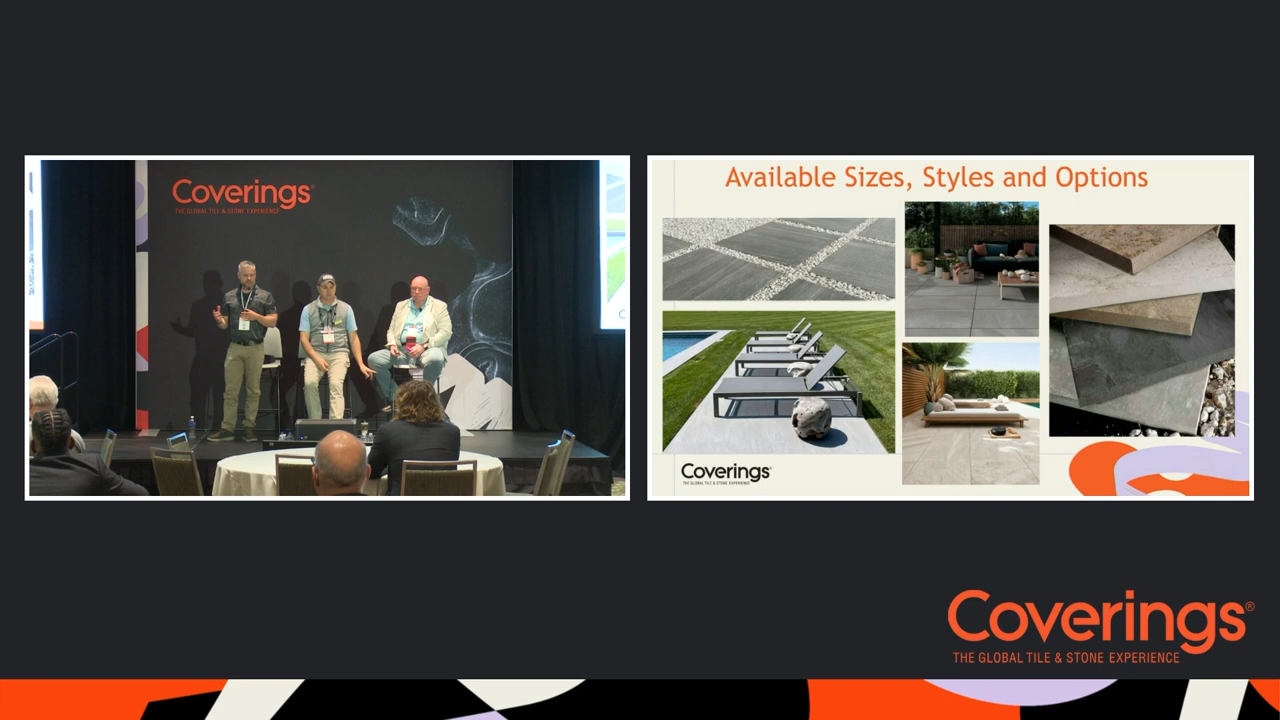 Coverings®
THE GLOBAL TILE & STONE EXPERIENCE
Available Sizes, Styles and Options
Coverings®
THE GLOBAL TILE & STONE EXPERIENCE
Coverings®
THE GLOBAL TILE & STONE EXPERIENCE